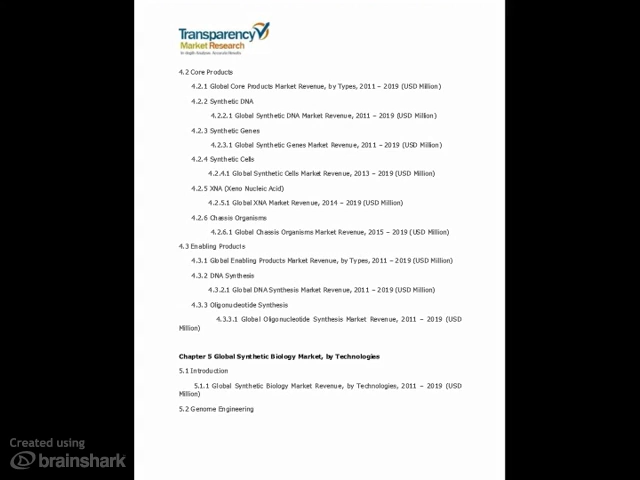 Transparency
Market Research
In-depth Analysis. Accurate Results.
4.2 Core Products
4.2.1 Global Core Products Market Revenue, by Types, 2011 – 2019 (USD Million)
4.2.2 Synthetic DNA
4.2.2.1 Global Synthetic DNA Market Revenue, 2011 – 2019 (USD Million)
4.2.3 Synthetic Genes
4.2.3.1 Global Synthetic Genes Market Revenue, 2011 – 2019 (USD Million)
4.2.4 Synthetic Cells
4.2.4.1 Global Synthetic Cells Market Revenue, 2013 – 2019 (USD Million)
4.2.5 XNA (Xeno Nucleic Acid)
4.2.5.1 Global XNA Market Revenue, 2014 – 2019 (USD Million)
4.2.6 Chassis Organisms
4.2.6.1 Global Chassis Organisms Market Revenue, 2015 – 2019 (USD Million)
4.3 Enabling Products
4.3.1 Global Enabling Products Market Revenue, by Types, 2011 – 2019 (USD Million)
4.3.2 DNA Synthesis
4.3.2.1 Global DNA Synthesis Market Revenue, 2011 – 2019 (USD Million)
4.3.3 Oligonucleotide Synthesis
4.3.3.1 Global Oligonucleotide Synthesis Market Revenue, 2011 – 2019 (USD
Million)
Chapter 5 Global Synthetic Biology Market, by Technologies
5.1 Introduction
5.1.1 Global Synthetic Biology Market Revenue, by Technologies, 2011 – 2019 (USD
Million)
5.2 Genome Engineering
Created using
brainshark